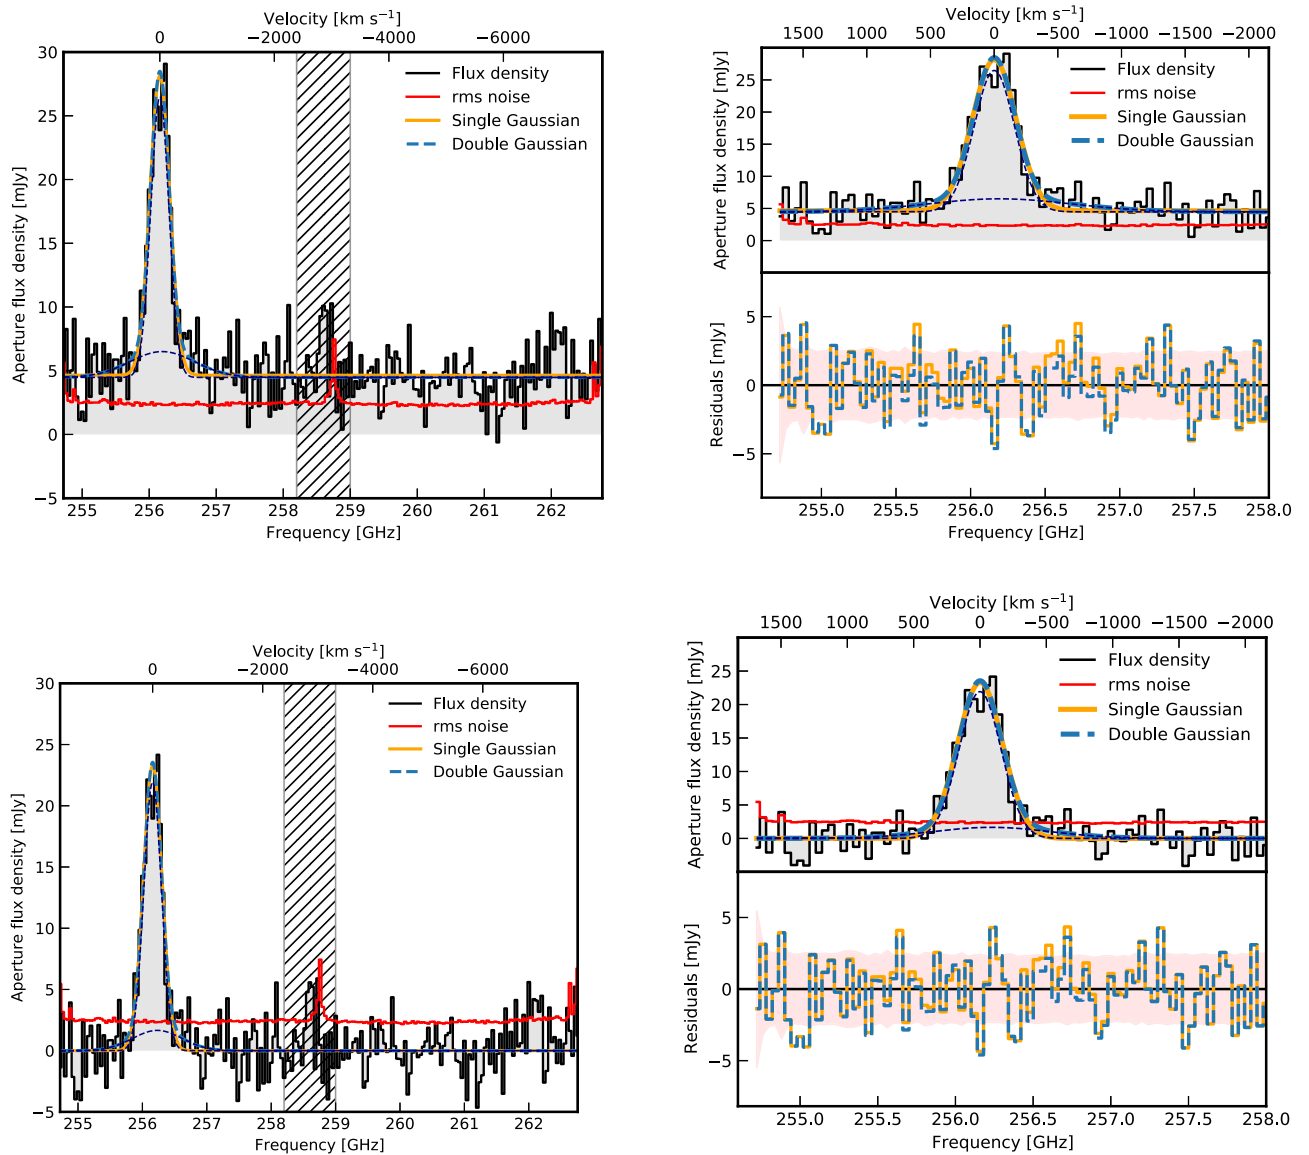 Velocity [km s⁻¹]
0 −2000 −4000 −6000
30
25
20
15
10
5
0
−5
Aperture flux density [mJy]
Flux density
rms noise
Single Gaussian
Double Gaussian
255 256 257 258 259 260 261 262
Frequency [GHz]
Velocity [km s⁻¹]
1500 1000 500 0 −500 −1000 −1500 −2000
25
20
15
10
5
0
Aperture flux density [mJy]
Flux density
rms noise
Single Gaussian
Double Gaussian
5
0
−5
Residuals [mJy]
255.0 255.5 256.0 256.5 257.0 257.5 258.0
Frequency [GHz]
Velocity [km s⁻¹]
0 −2000 −4000 −6000
30
25
20
15
10
5
0
−5
Aperture flux density [mJy]
Flux density
rms noise
Single Gaussian
Double Gaussian
255 256 257 258 259 260 261 262
Frequency [GHz]
Velocity [km s⁻¹]
1500 1000 500 0 −500 −1000 −1500 −2000
25
20
15
10
5
0
Aperture flux density [mJy]
Flux density
rms noise
Single Gaussian
Double Gaussian
5
0
−5
Residuals [mJy]
255.0 255.5 256.0 256.5 257.0 257.5 258.0
Frequency [GHz]